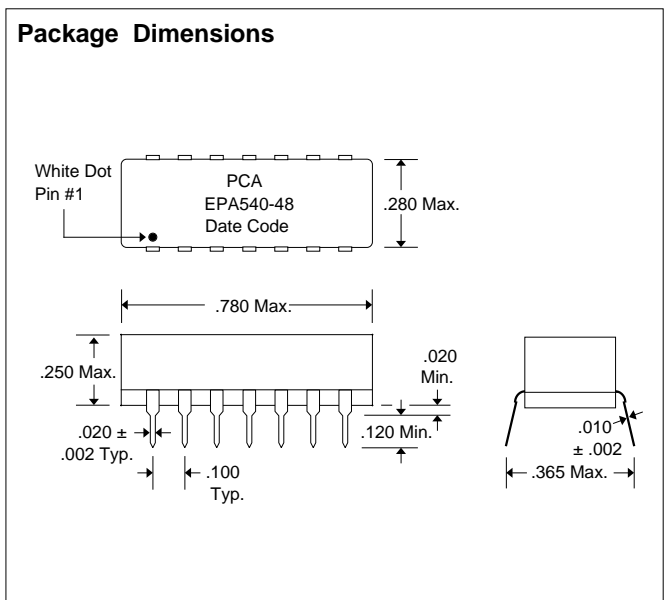 Package Dimensions
White Dot
Pin #1
PCA
EPA540-48
Date Code
.280 Max.
.780 Max.
.250 Max.
.020
Min.
.020 ±
.002 Typ.
.100
Typ.
.120 Min.
.010
± .002
.365 Max.